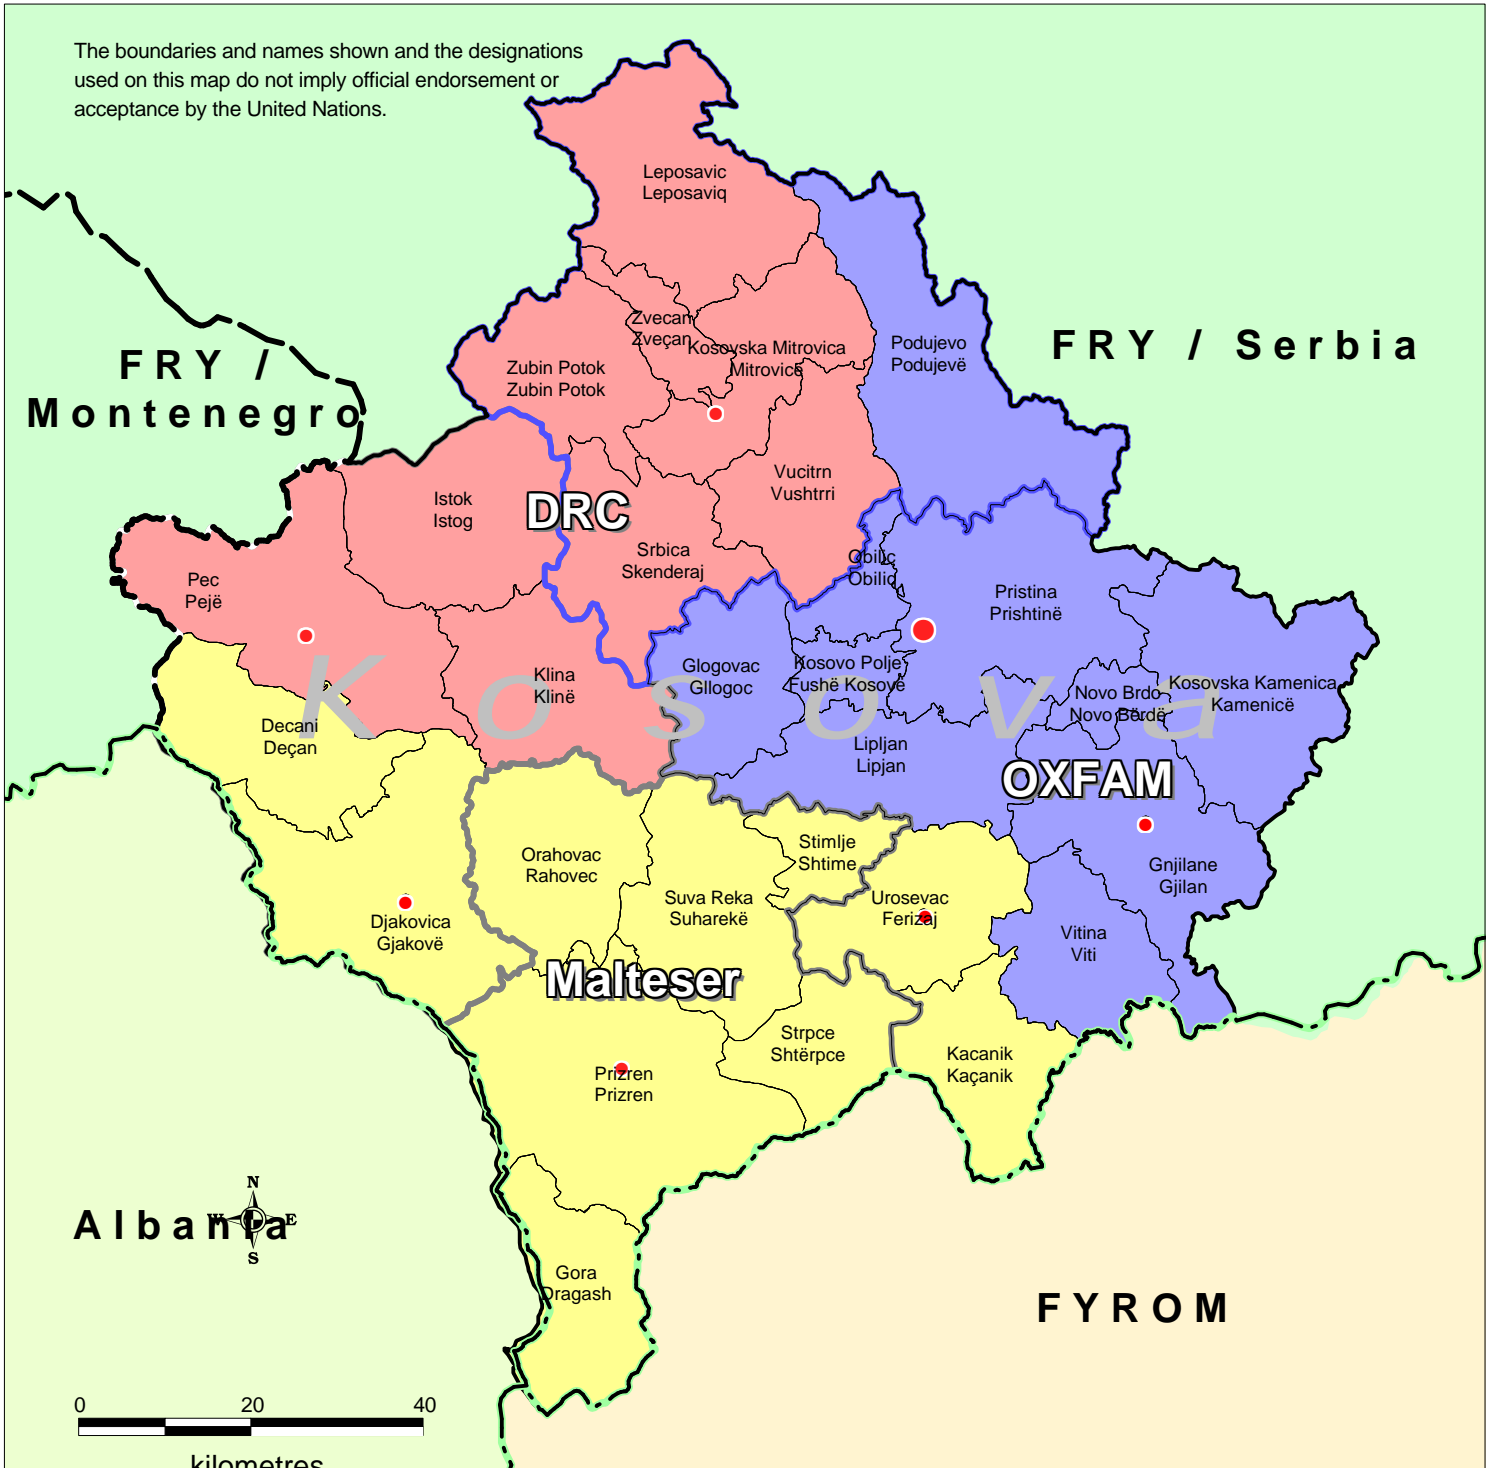 The boundaries and names shown and the designations
used on this map do not imply official endorsement or
acceptance by the United Nations.
Leposavic
Leposaviq
Zvecan
Zveçan
Kosovska Mitrovica
Mitrovicë
Zubin Potok
Zubin Potok
Podujevo
Podujevë
FRY / Serbia
FRY /
Montenegro
Istok
Istog
DRC
Vucitrn
Vushtrri
Srbica
Skenderaj
Obilic
Obiliq
Pec
Pejë
Pristina
Prishtinë
Klina
Klinë
Glogovac
Gllogoc
Kosovo Polje
Fushë Kosovë
Novo Brdo
Novo Bërdë
Kosovska Kamenica
Kamenicë
Kosova
Decani
Deçan
Lipljan
Lipjan
OXFAM
Orahovac
Rahovec
Stimlje
Shtime
Suva Reka
Suharekë
Urosevac
Ferizaj
Gnjilane
Gjilan
Djakovica
Gjakovë
Vitina
Viti
Malteser
Strpce
Shtërpce
Kacanik
Kaçanik
Prizren
Prizren
Albania
N
W E
S
Gora
Dragash
FYROM
0 20 40
kilometres